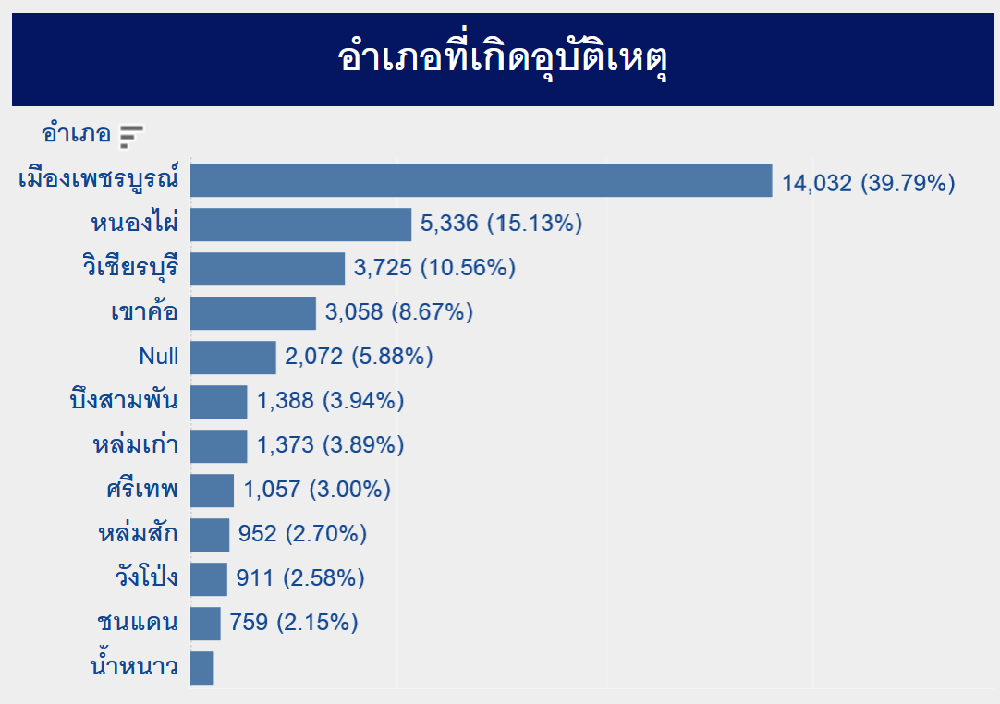 อำเภอที่เกิดอุบัติเหตุ
อำเภอ
เมืองเพชรบูรณ์ 14,032 (39.79%)
หนองไผ่ 5,336 (15.13%)
วิเชียรบุรี 3,725 (10.56%)
เขาค้อ 3,058 (8.67%)
Null 2,072 (5.88%)
บึงสามพัน 1,388 (3.94%)
หล่มเก่า 1,373 (3.89%)
ศรีเทพ 1,057 (3.00%)
หล่มสัก 952 (2.70%)
วังโป่ง 911 (2.58%)
ชนแดน 759 (2.15%)
น้ำหนาว